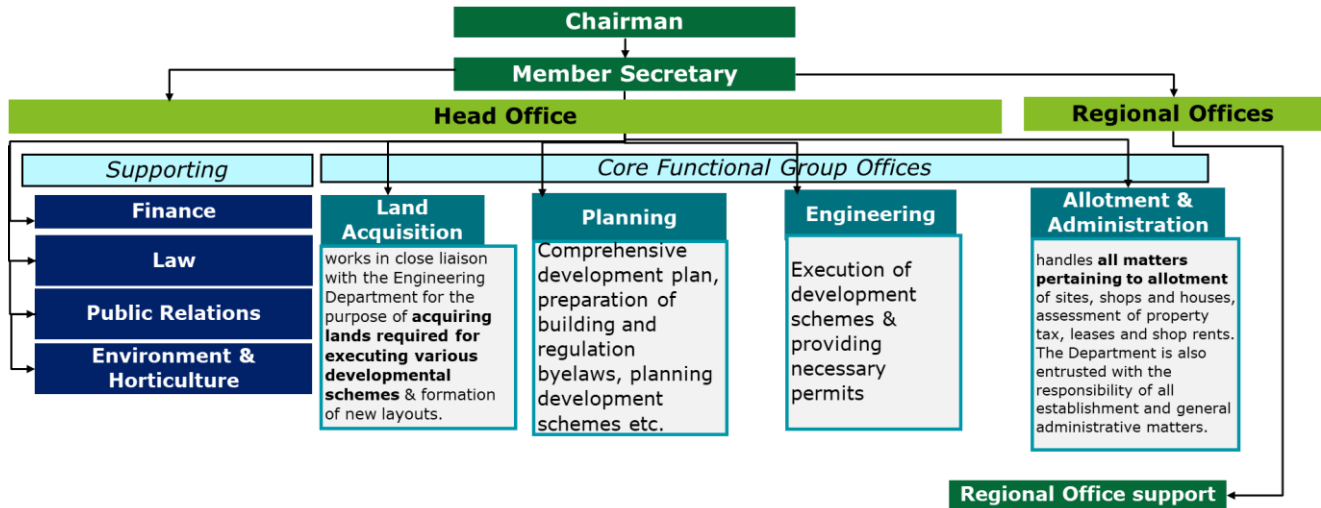 Chairman
Member Secretary
Head Office
Regional Offices
Supporting
Core Functional Group Offices
Finance
Law
Public Relations
Environment &
Horticulture
Land
Acquisition
works in close liaison
with the Engineering
Department for the
purpose of acquiring
lands required for
executing various
developmental
schemes & formation
of new layouts.
Planning
Comprehensive
development plan,
preparation of
building and
regulation
byelaws, planning
development
schemes etc.
Engineering
Execution of
development
schemes &
providing
necessary
permits
Allotment &
Administration
handles all matters
pertaining to allotment
of sites, shops and houses,
assessment of property
tax, leases and shop rents.
The Department is also
entrusted with the
responsibility of all
establishment and general
administrative matters.
Regional Office support